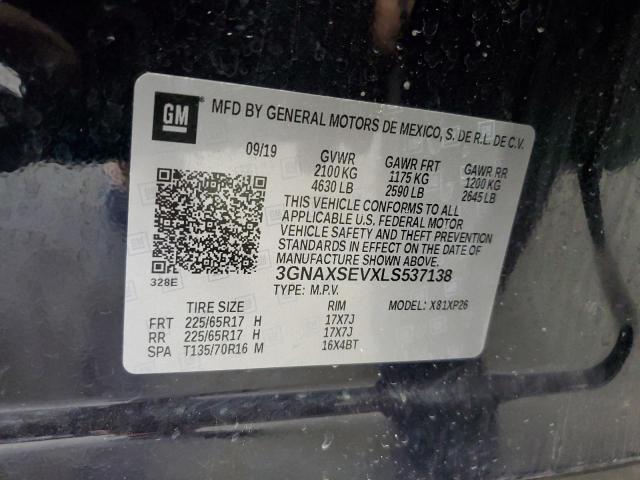 GM
MFD BY GENERAL MOTORS DE MEXICO, S. DE R.L. DE C.V.
09/19 GVWR GAWR FRT GAWR RR
2100 KG 1175 KG 1200 KG
4630 LB 2590 LB 2645 LB
THIS VEHICLE CONFORMS TO ALL
APPLICABLE U.S. FEDERAL MOTOR
VEHICLE SAFETY AND THEFT PREVENTION
STANDARDS IN EFFECT ON THE DATE OF
MANUFACTURE SHOWN ABOVE.
328E 3GNAXSEVXLS537138
TYPE: M.P.V. MODEL: X81XP26
TIRE SIZE RIM
FRT 225/65R17 H 17X7J
RR 225/65R17 H 17X7J
SPA T135/70R16 M 16X4BT